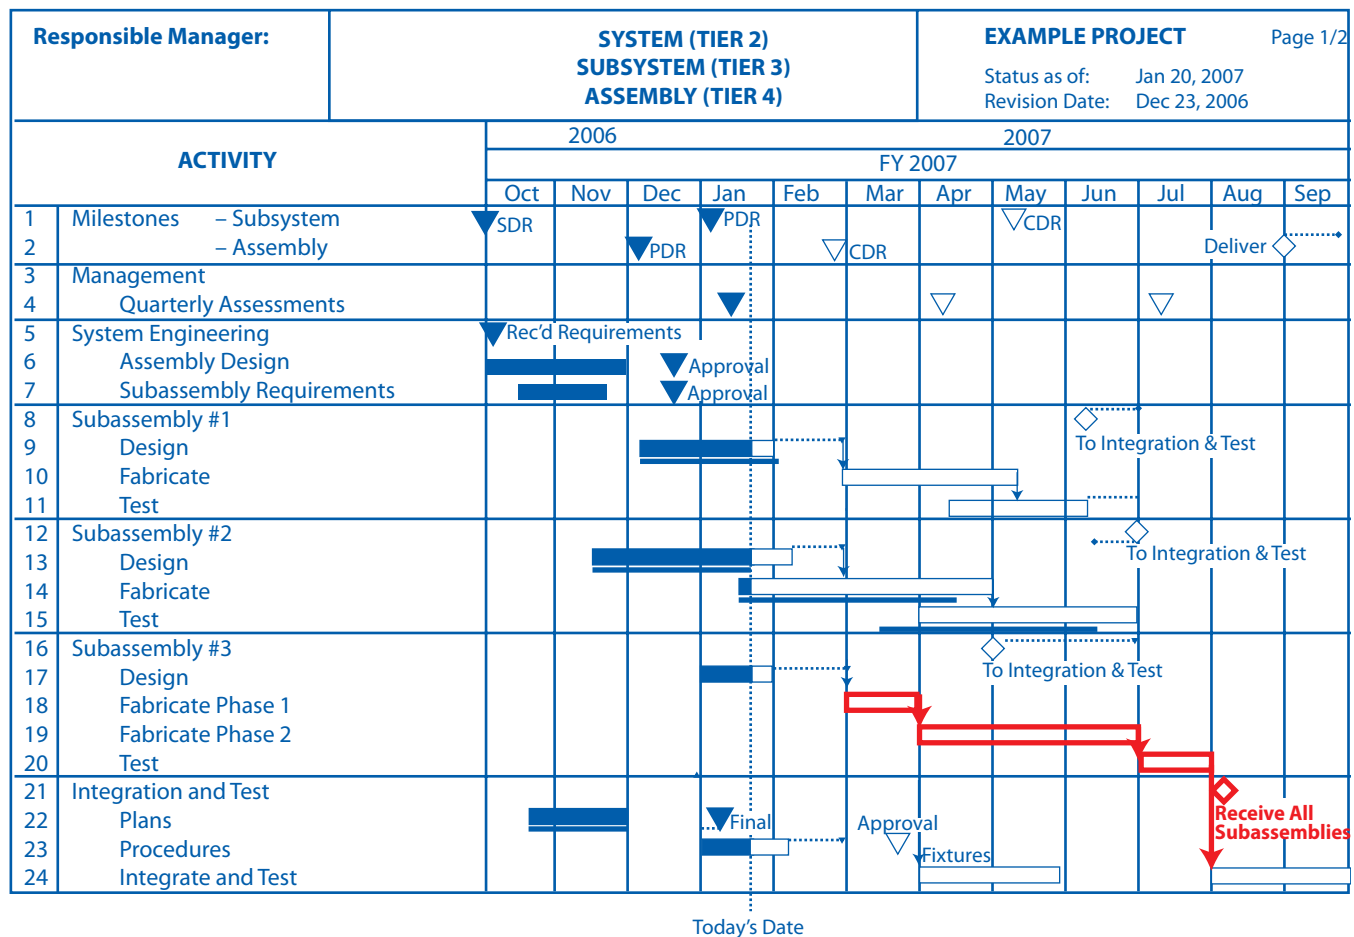 Responsible Manager:
SYSTEM (TIER 2)
SUBSYSTEM (TIER 3)
ASSEMBLY (TIER 4)
EXAMPLE PROJECT Page 1/2
Status as of: Jan 20, 2007
Revision Date: Dec 23, 2006
ACTIVITY
2006 2007
FY 2007
Oct Nov Dec Jan Feb Mar Apr May Jun Jul Aug Sep
1 Milestones – Subsystem SDR PDR CDR
2 – Assembly PDR CDR Deliver
3 Management
4 Quarterly Assessments
5 System Engineering Rec'd Requirements
6 Assembly Design Approval
7 Subassembly Requirements Approval
8 Subassembly #1
To Integration & Test
9 Design
10 Fabricate
11 Test
12 Subassembly #2
To Integration & Test
13 Design
14 Fabricate
15 Test
16 Subassembly #3
To Integration & Test
17 Design
18 Fabricate Phase 1
19 Fabricate Phase 2
20 Test
21 Integration and Test
Receive All
Subassemblies
22 Plans Final Approval
23 Procedures Fixtures
24 Integrate and Test
Today's Date